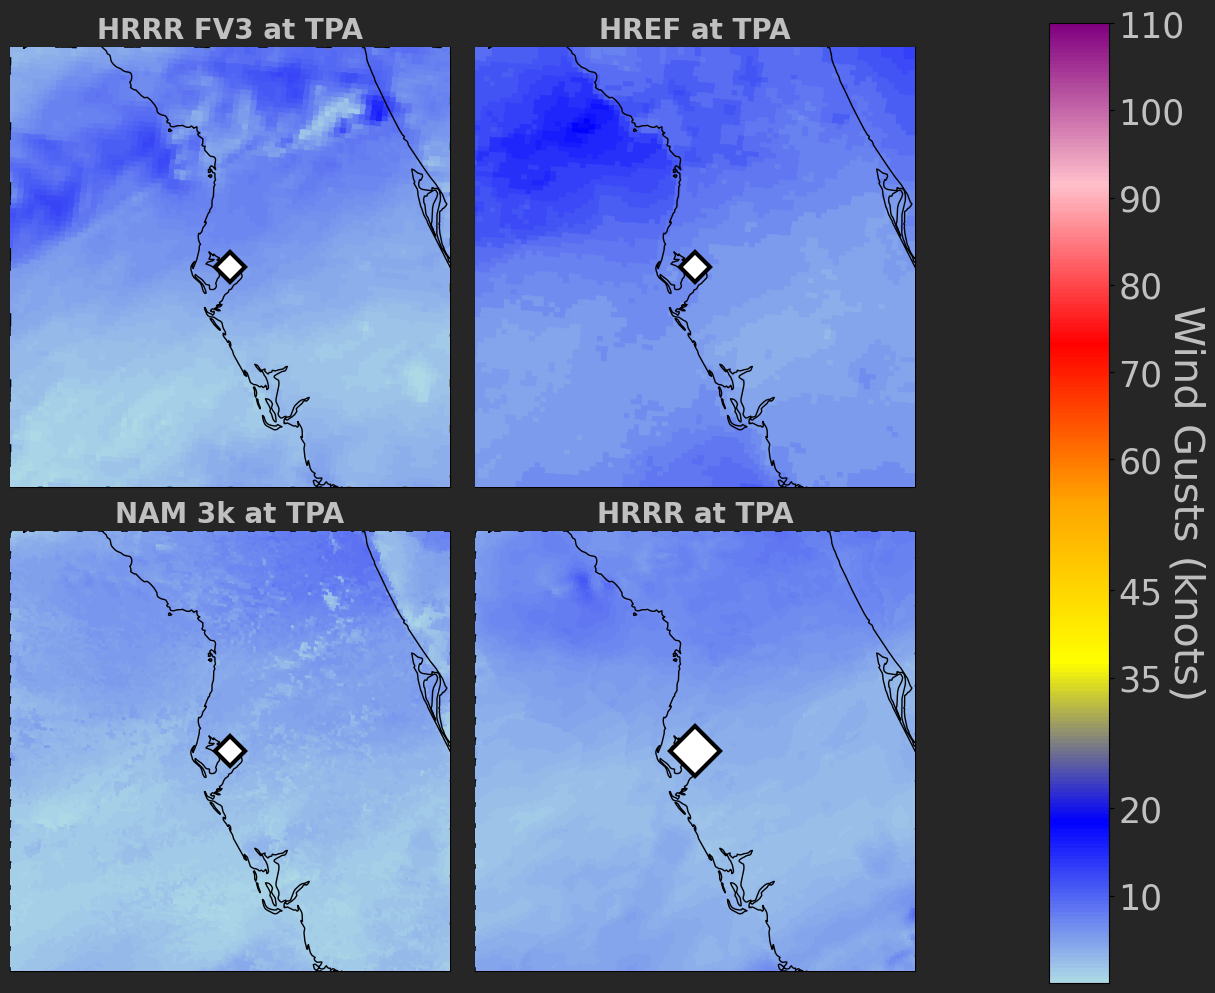 HRRR FV3 at TPA
HREF at TPA
NAM 3k at TPA
HRRR at TPA
110
100
90
80
70
60
45
35
20
10
Wind Gusts (knots)